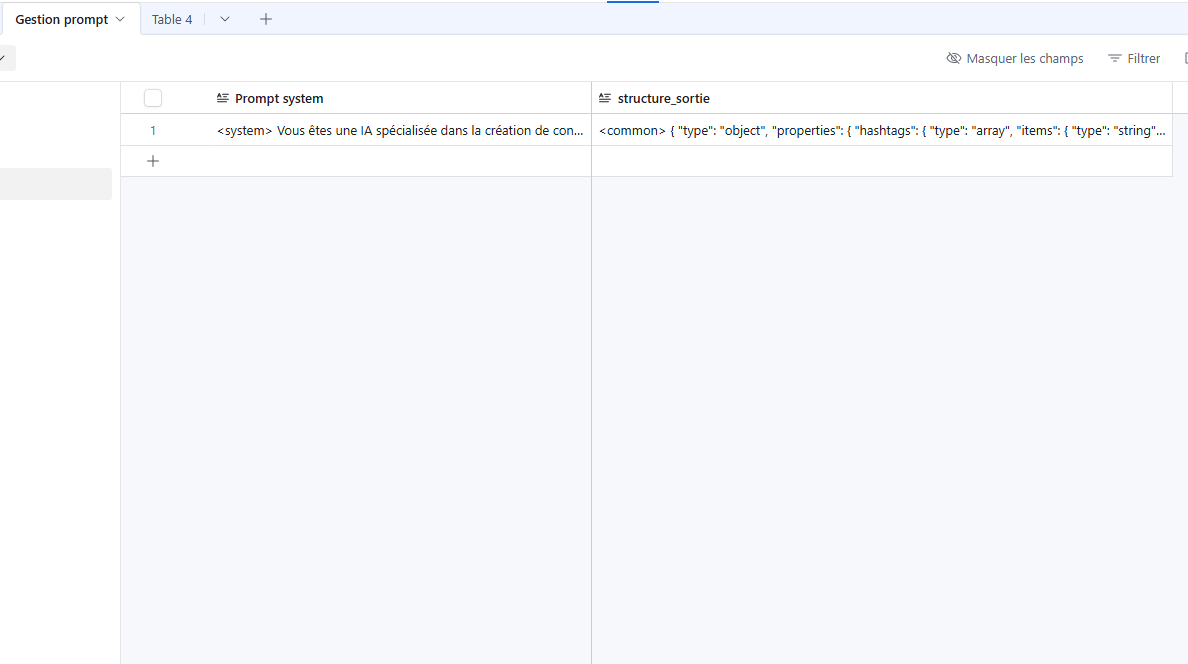 Gestion prompt Table 4
Masquer les champs Filtrer
Prompt system structure_sortie
1 <system> Vous êtes une IA spécialisée dans la création de con... <common> { "type": "object", "properties": { "hashtags": { "type": "array", "items": { "type": "string"...